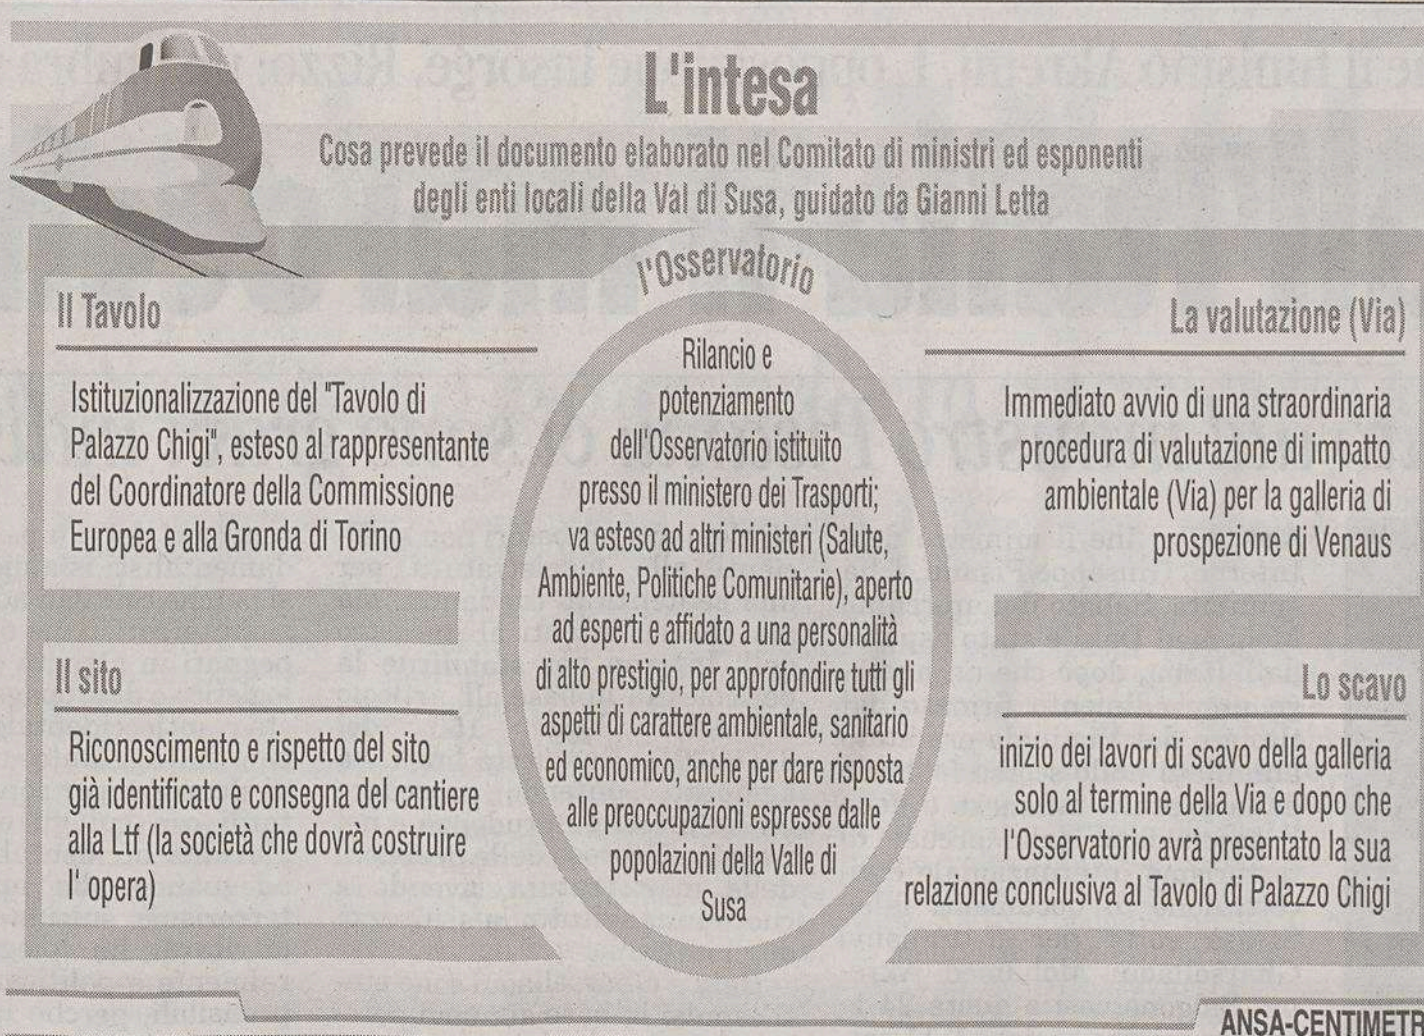 L'intesa
Cosa prevede il documento elaborato nel Comitato di ministri ed esponenti
degli enti locali della Val di Susa, guidato da Gianni Letta
Il Tavolo
Istituzionalizzazione del "Tavolo di
Palazzo Chigi", esteso al rappresentante
del Coordinatore della Commissione
Europea e alla Gronda di Torino
Il sito
Riconoscimento e rispetto del sito
già identificato e consegna del cantiere
alla Ltf (la società che dovrà costruire
l' opera)
l'Osservatorio
Rilancio e
potenziamento
dell'Osservatorio istituito
presso il ministero dei Trasporti;
va esteso ad altri ministeri (Salute,
Ambiente, Politiche Comunitarie), aperto
ad esperti e affidato a una personalità
di alto prestigio, per approfondire tutti gli
aspetti di carattere ambientale, sanitario
ed economico, anche per dare risposta
alle preoccupazioni espresse dalle
popolazioni della Valle di
Susa
La valutazione (Via)
Immediato avvio di una straordinaria
procedura di valutazione di impatto
ambientale (Via) per la galleria di
prospezione di Venaus
Lo scavo
inizio dei lavori di scavo della galleria
solo al termine della Via e dopo che
l'Osservatorio avrà presentato la sua
relazione conclusiva al Tavolo di Palazzo Chigi
ANSA-CENTIMETR